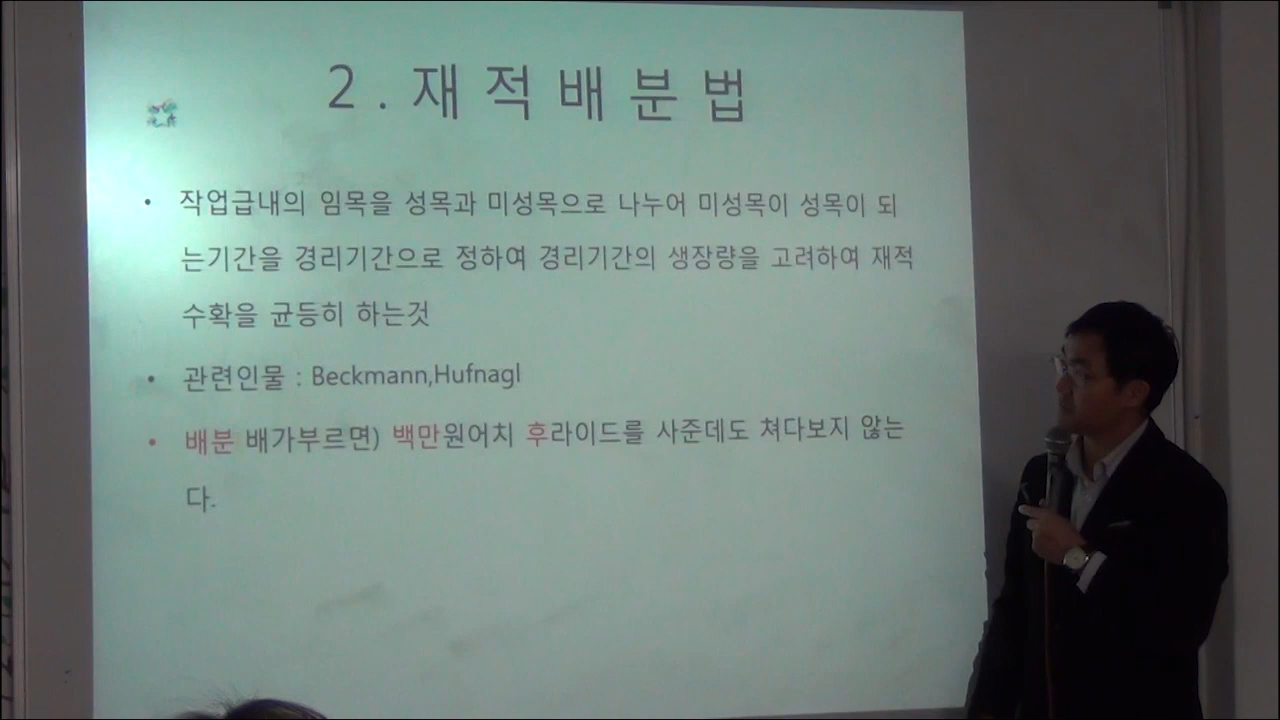 2. 재적배분법
• 작업급내의 임목을 성목과 미성목으로 나누어 미성목이 성목이 되
는기간을 경리기간으로 정하여 경리기간의 생장량을 고려하여 재적
수확을 균등히 하는것
• 관련인물 : Beckmann,Hufnagl
• 배분 배가부르면) 백만원어치 후라이드를 사준데도 쳐다보지 않는
다.